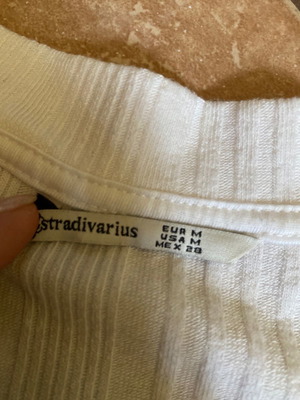 stradivarius
EUR M
USA M
MEX 28